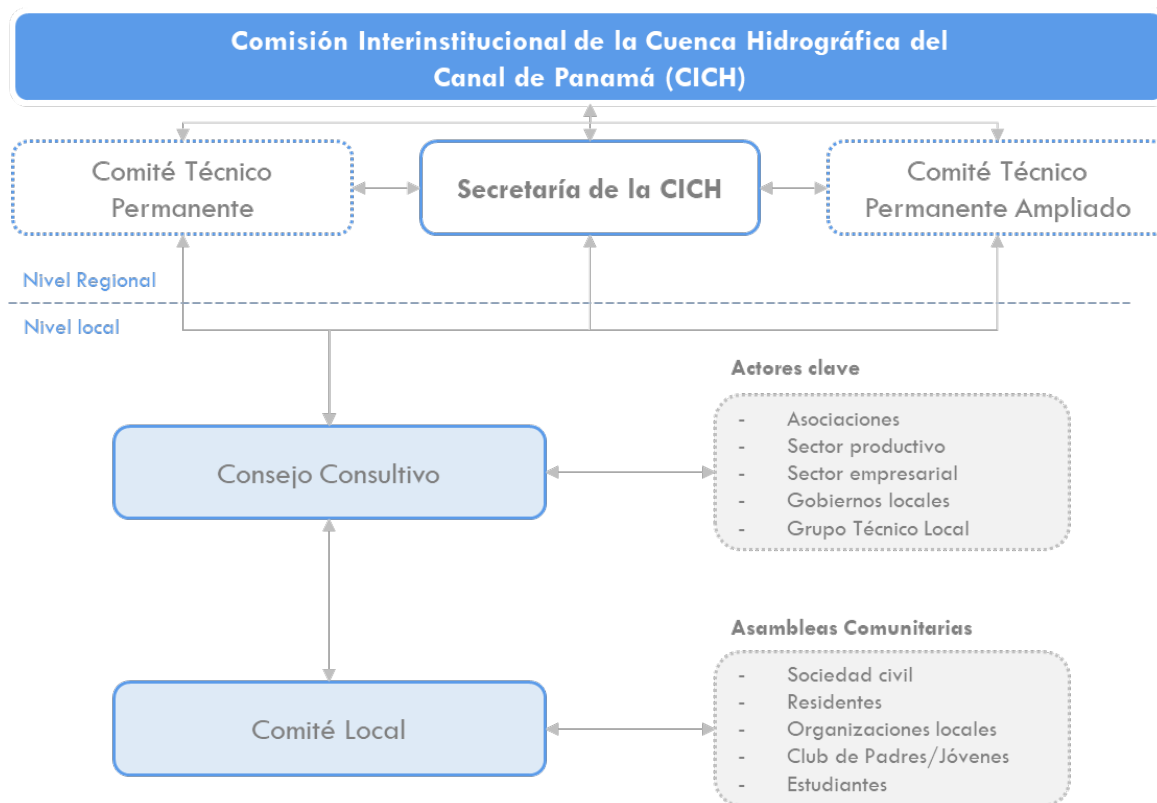 Comisión Interinstitucional de la Cuenca Hidrográfica del
Canal de Panamá (CICH)
Comité Técnico
Permanente
Secretaría de la CICH
Comité Técnico
Permanente Ampliado
Nivel Regional
Nivel local
Actores clave
- Asociaciones
- Sector productivo
- Sector empresarial
- Gobiernos locales
- Grupo Técnico Local
Consejo Consultivo
Asambleas Comunitarias
- Sociedad civil
- Residentes
- Organizaciones locales
- Club de Padres/Jóvenes
- Estudiantes
Comité Local